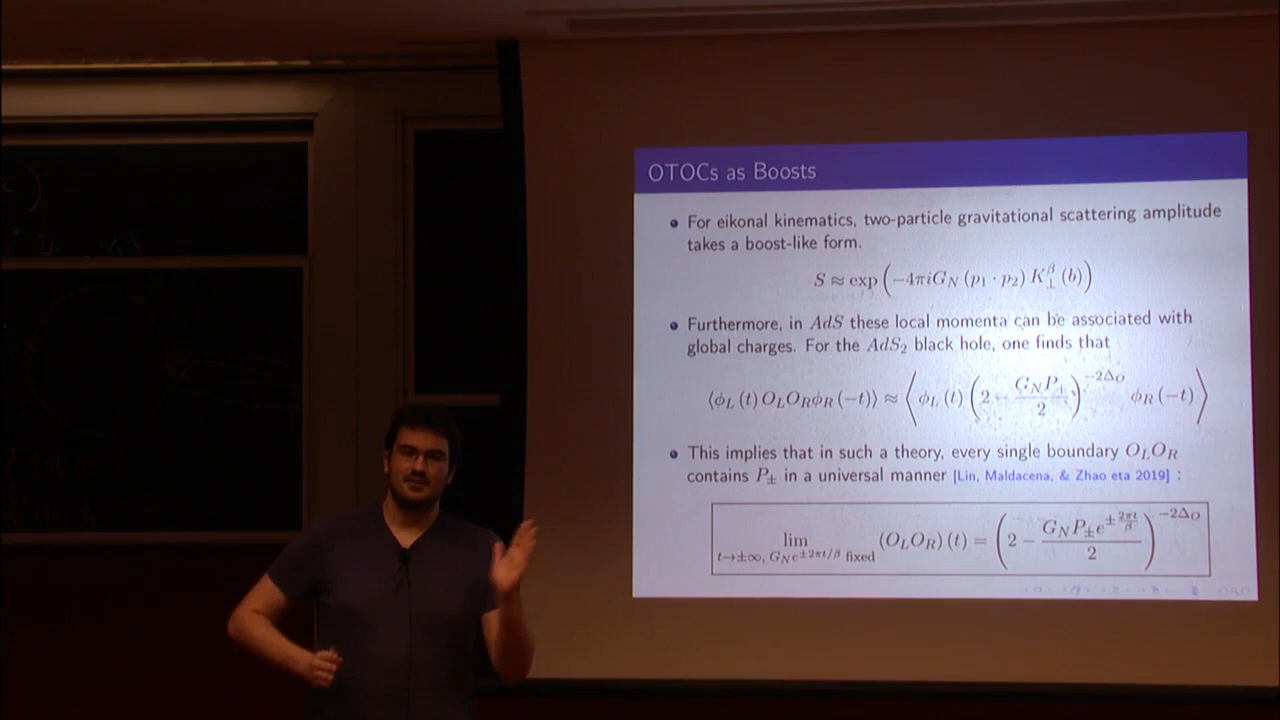 OTOCs as Boosts
For eikonal kinematics, two-particle gravitational scattering amplitude
takes a boost-like form.
S ≈ exp (−4πiG_N (p_1 · p_2) K_⊥^β (b))
Furthermore, in AdS these local momenta can be associated with
global charges. For the AdS_2 black hole, one finds that
⟨ϕ_L (t) O_L O_R ϕ_R (−t)⟩ ≈ ⟨ϕ_L (t) (2 − G_N P_± / 2)^{−2Δ_O} ϕ_R (−t)⟩
This implies that in such a theory, every single boundary O_L O_R
contains P_± in a universal manner [Lin, Maldacena, & Zhao eta 2019] :
lim_{t→±∞, G_N e^{±2πt/β} fixed} (O_L O_R) (t) = (2 − G_N P_± e^{±2πt/β} / 2)^{−2Δ_O}